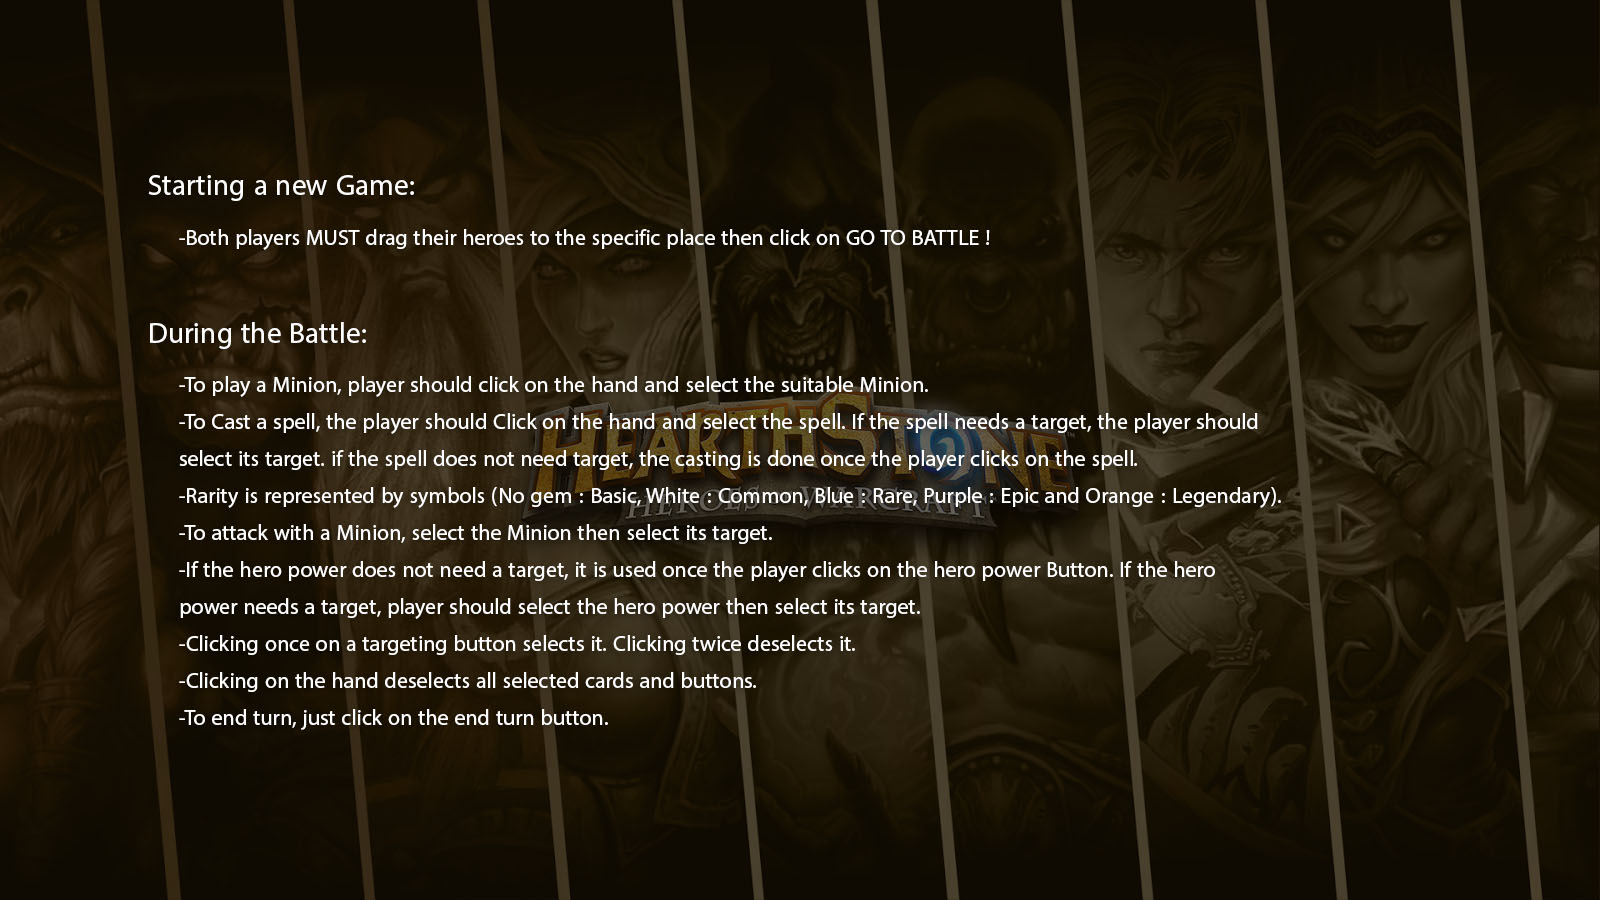 Starting a new Game:
-Both players MUST drag their heroes to the specific place then click on GO TO BATTLE !
During the Battle:
-To play a Minion, player should click on the hand and select the suitable Minion.
-To Cast a spell, the player should Click on the hand and select the spell. If the spell needs a target, the player should
select its target. if the spell does not need target, the casting is done once the player clicks on the spell.
-Rarity is represented by symbols (No gem : Basic, White : Common, Blue : Rare, Purple : Epic and Orange : Legendary).
-To attack with a Minion, select the Minion then select its target.
-If the hero power does not need a target, it is used once the player clicks on the hero power Button. If the hero
power needs a target, player should select the hero power then select its target.
-Clicking once on a targeting button selects it. Clicking twice deselects it.
-Clicking on the hand deselects all selected cards and buttons.
-To end turn, just click on the end turn button.
HEARTHSTONE
HEROES OF WARCRAFT